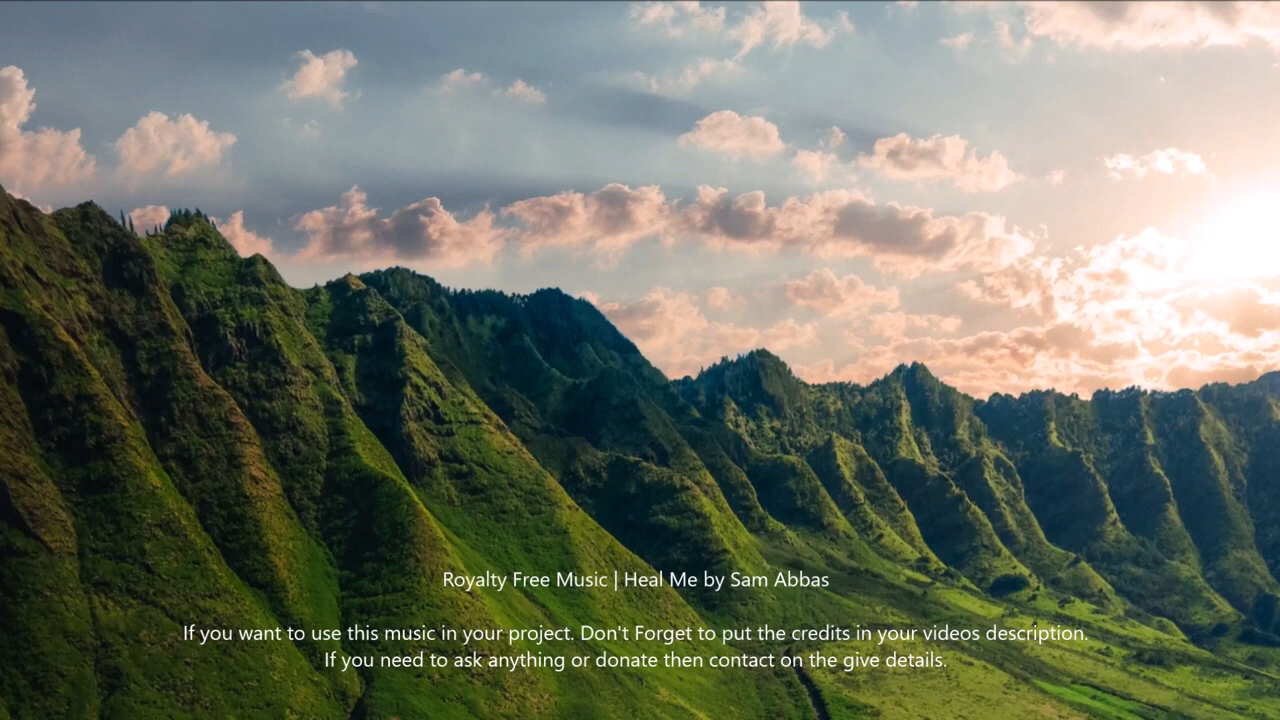 Royalty Free Music | Heal Me by Sam Abbas
If you want to use this music in your project. Don't Forget to put the credits in your videos description.
If you need to ask anything or donate then contact on the give details.